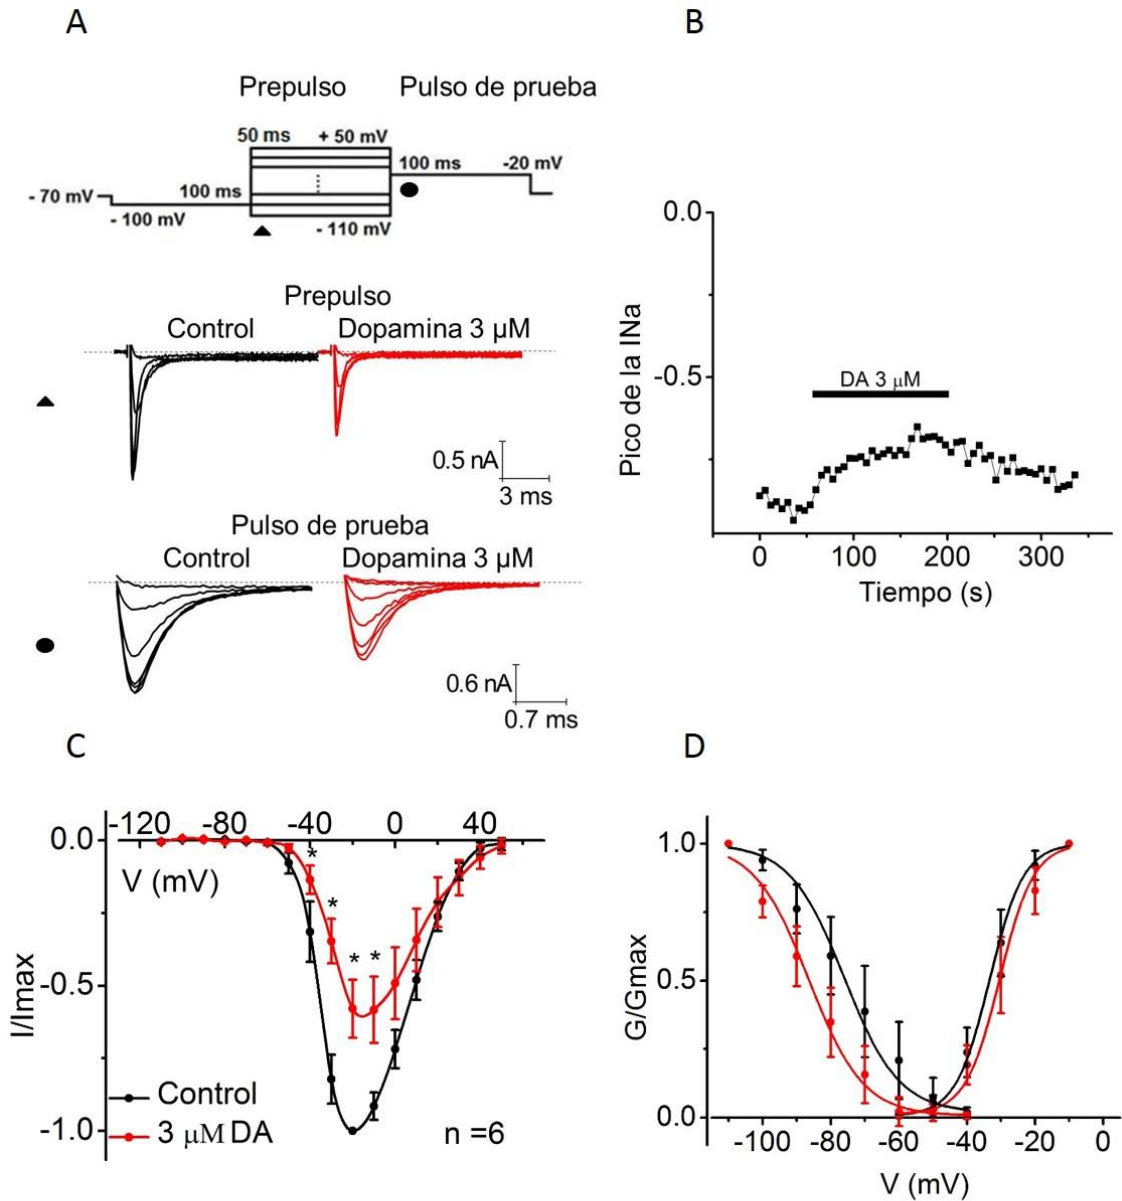 A
B
Prepulso Pulso de prueba
50 ms + 50 mV
100 ms -20 mV
- 70 mV 100 ms
- 100 mV - 110 mV
Prepulso
Control Dopamina 3 µM
0.5 nA
3 ms
Pulso de prueba
Control Dopamina 3 µM
0.6 nA
0.7 ms
0.0
-0.5
Pico de la INa
DA 3 µM
0 100 200 300
Tiempo (s)
C
D
-120 -80 -40 0 40
0.0
V (mV)
* * * *
-0.5
I/Imax
Control
3 µM DA
-1.0
n =6
1.0
0.5
0.0
G/Gmax
-100 -80 -60 -40 -20 0
V (mV)